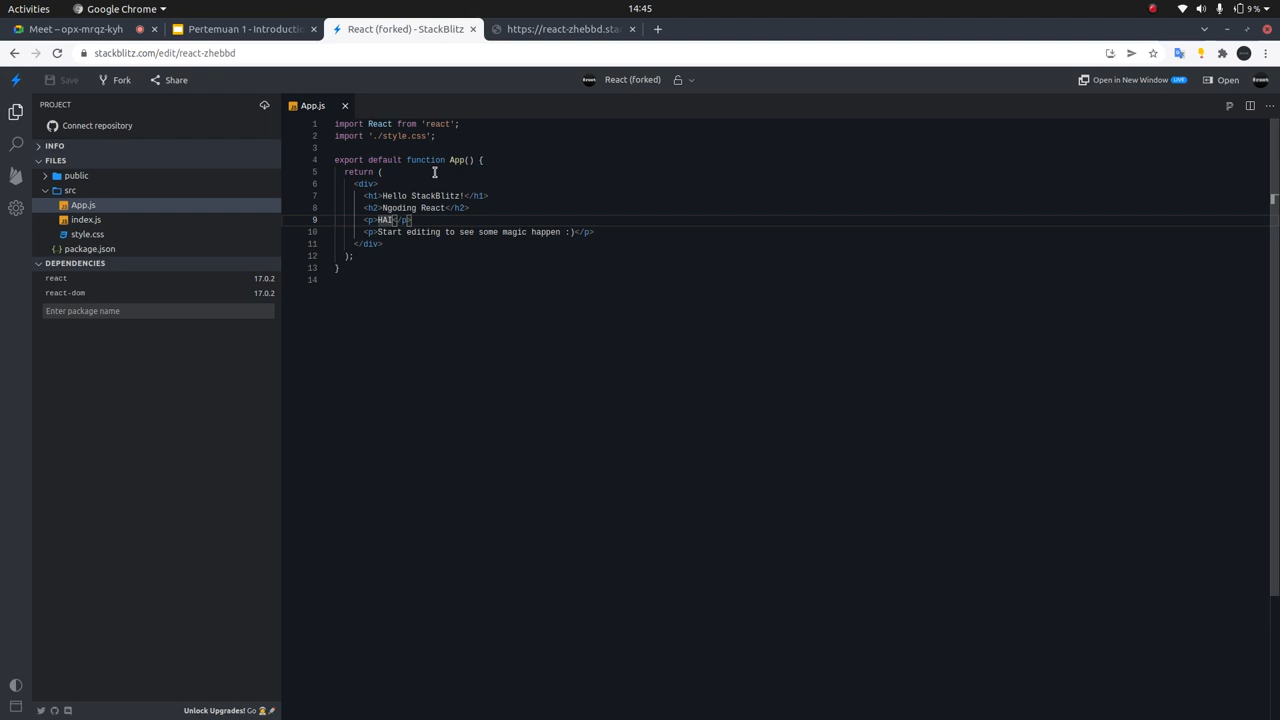 Activities
Google Chrome
14:45
9 %
Meet – opx-mrqz-kyh
Pertemuan 1 - Introductio
React (forked) - StackBlitz
https://react-zhebbd.stac
stackblitz.com/edit/react-zhebbd
Save
Fork
Share
React (forked)
Open in New Window LIVE
Open
PROJECT
Connect repository
INFO
FILES
public
src
App.js
index.js
style.css
package.json
DEPENDENCIES
react 17.0.2
react-dom 17.0.2
Enter package name
App.js
1 import React from 'react';
2 import './style.css';
3
4 export default function App() {
5 return (
6 <div>
7 <h1>Hello StackBlitz!</h1>
8 <h2>Ngoding React</h2>
9 <p>HAI</p>
10 <p>Start editing to see some magic happen :)</p>
11 </div>
12 );
13 }
14
Unlock Upgrades! Go